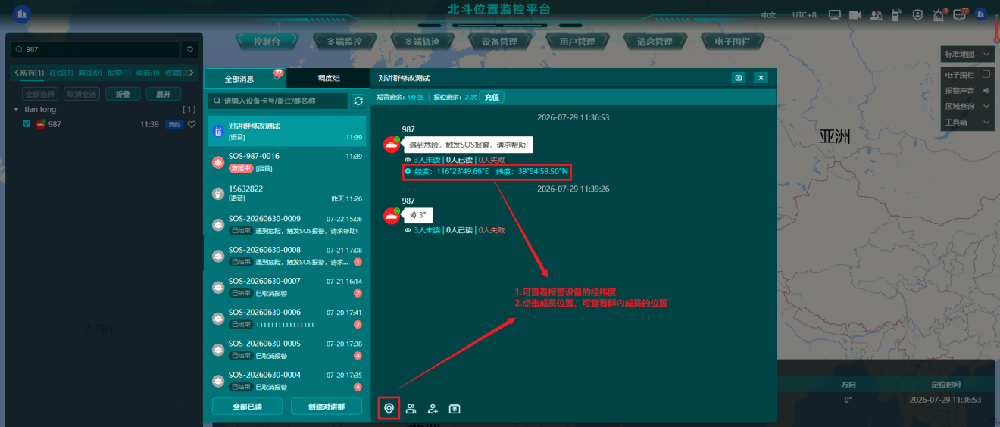 北斗位置监控平台
中文 UTC+8 9 77
控制台 多端监控 多端轨迹 设备管理 用户管理 消息管理 电子围栏
987
所有(1) 在线(1) 离线(0) 报警(1) 停滞(0) 收藏(0)
全部选择 取消全选 折叠 展开
tian tong [ 1 ]
987 11:39 我的
大西洋
全部消息 77 调度组
请输入设备卡号/备注/群名称
对讲群修改测试
[语音] 11:39
SOS-987-0016 11:39
救援中 [语音]
15632822
[语音] 昨天 11:26
SOS-20260630-0009 07-22 15:06
已结束 遇到危险，触发SOS报警，请求帮助!
SOS-20260630-0008 07-21 17:08
已结束 遇到危险，触发SOS报警，请求... 1
SOS-20260630-0007 07-21 16:14
已结束 已取消报警 2
SOS-20260630-0006 07-20 17:41
已结束 1111111111111111 2
SOS-20260630-0005 07-20 17:38
已结束 已取消报警 4
SOS-20260630-0004 07-20 17:35
已结束 已取消报警 4
全部已读 创建对讲群
对讲群修改测试
短音剩余: 90 条 | 报位剩余: 2 次 充值
2026-07-29 11:36:53
987
遇到危险，触发SOS报警，请求帮助!
3人未读 | 0人已读 | 0人失败
经度: 116°23'49.66"E 纬度: 39°54'59.50"N
2026-07-29 11:39:26
987
3"
3人未读 | 0人已读 | 0人失败
1.可查看报警设备的经纬度
2.点击成员位置、可查看群内成员的位置
标准地图
电子围栏
报警声音
区域查询
工具箱
亚洲
方向 定位时间
0° 2026-07-29 11:36:53